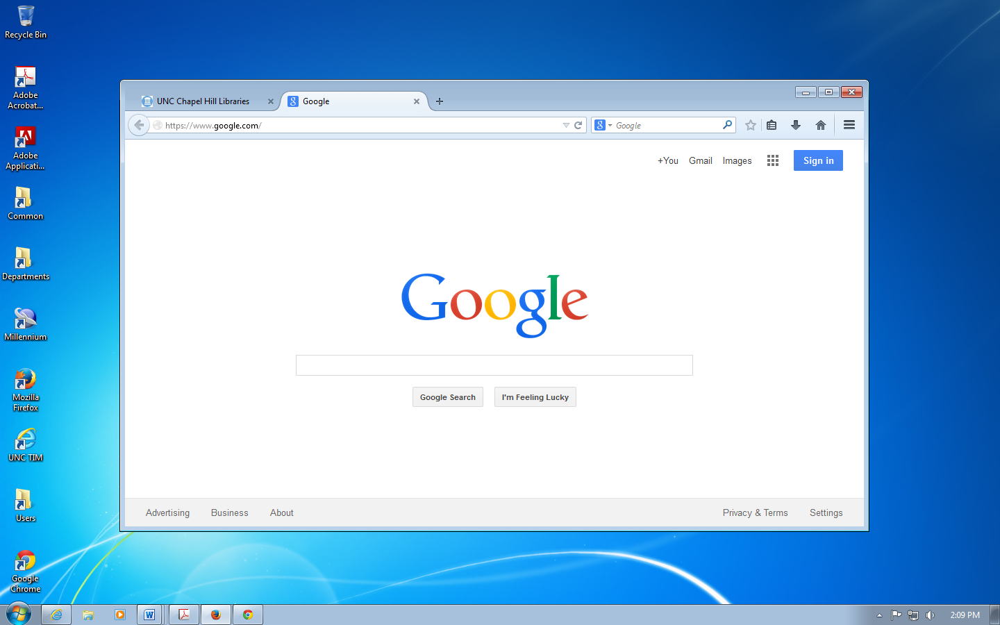 Recycle Bin
Adobe
Acrobat...
Adobe
Applicati...
Common
Departments
Millennium
Mozilla
Firefox
UNC TIM
Users
Google
Chrome
UNC Chapel Hill Libraries
Google
https://www.google.com/
Google
+You Gmail Images Sign in
Google
Google Search I'm Feeling Lucky
Advertising Business About Privacy & Terms Settings
2:09 PM